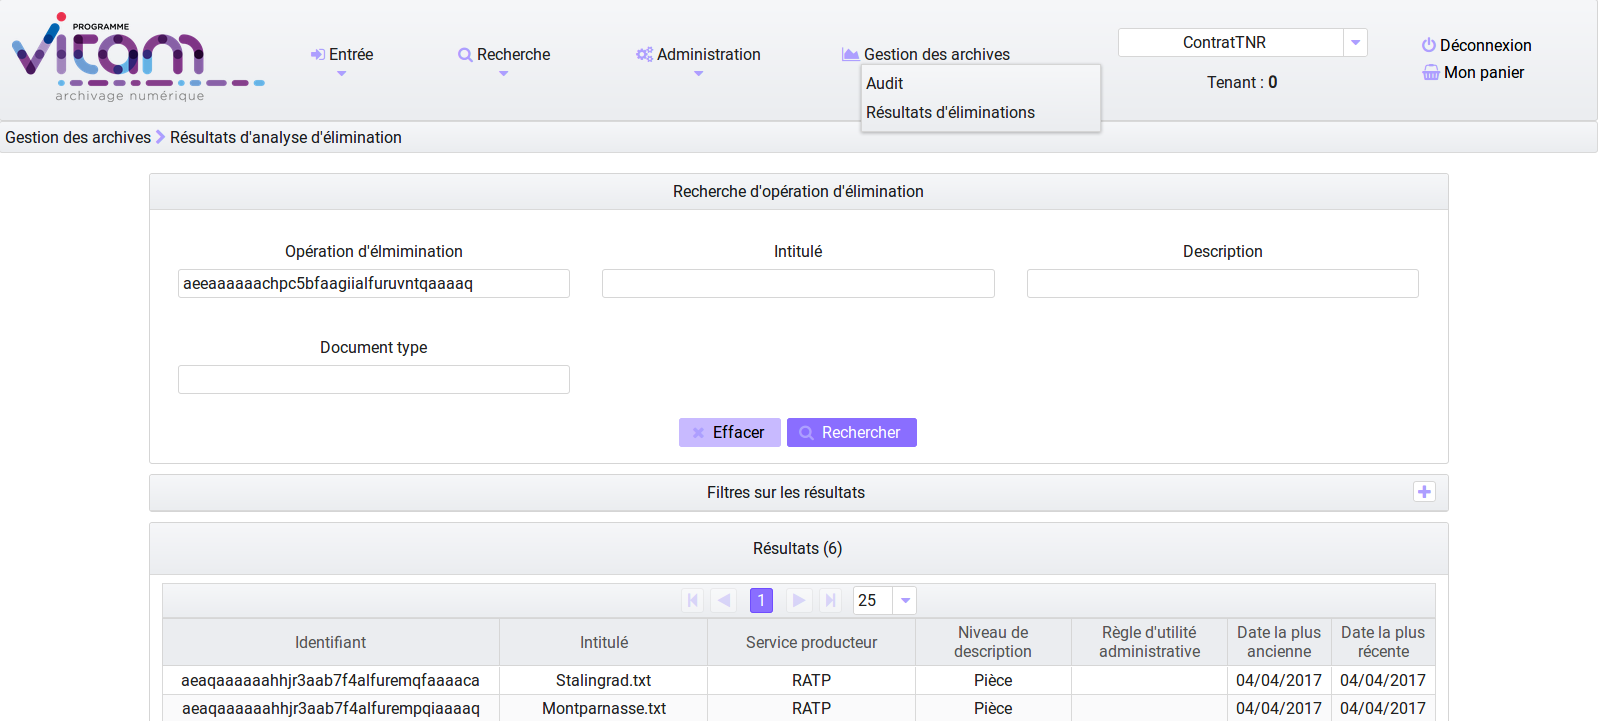 PROGRAMME
vitam
archivage numérique
Entrée
Recherche
Administration
Gestion des archives
Audit
Résultats d'éliminations
ContratTNR
Tenant : 0
Déconnexion
Mon panier
Gestion des archives Résultats d'analyse d'élimination
Recherche d'opération d'élimination
Opération d'élmimination Intitulé Description
aeeaaaaaachpc5bfaagiialfuruvntqaaaaq
Document type
Effacer Rechercher
Filtres sur les résultats
Résultats (6)
1 25
Identifiant Intitulé Service producteur Niveau de description Règle d'utilité administrative Date la plus ancienne Date la plus récente
aeaqaaaaaahhjr3aab7f4alfuremqfaaaaca Stalingrad.txt RATP Pièce 04/04/2017 04/04/2017
aeaqaaaaaahhjr3aab7f4alfurempqiaaaaq Montparnasse.txt RATP Pièce 04/04/2017 04/04/2017